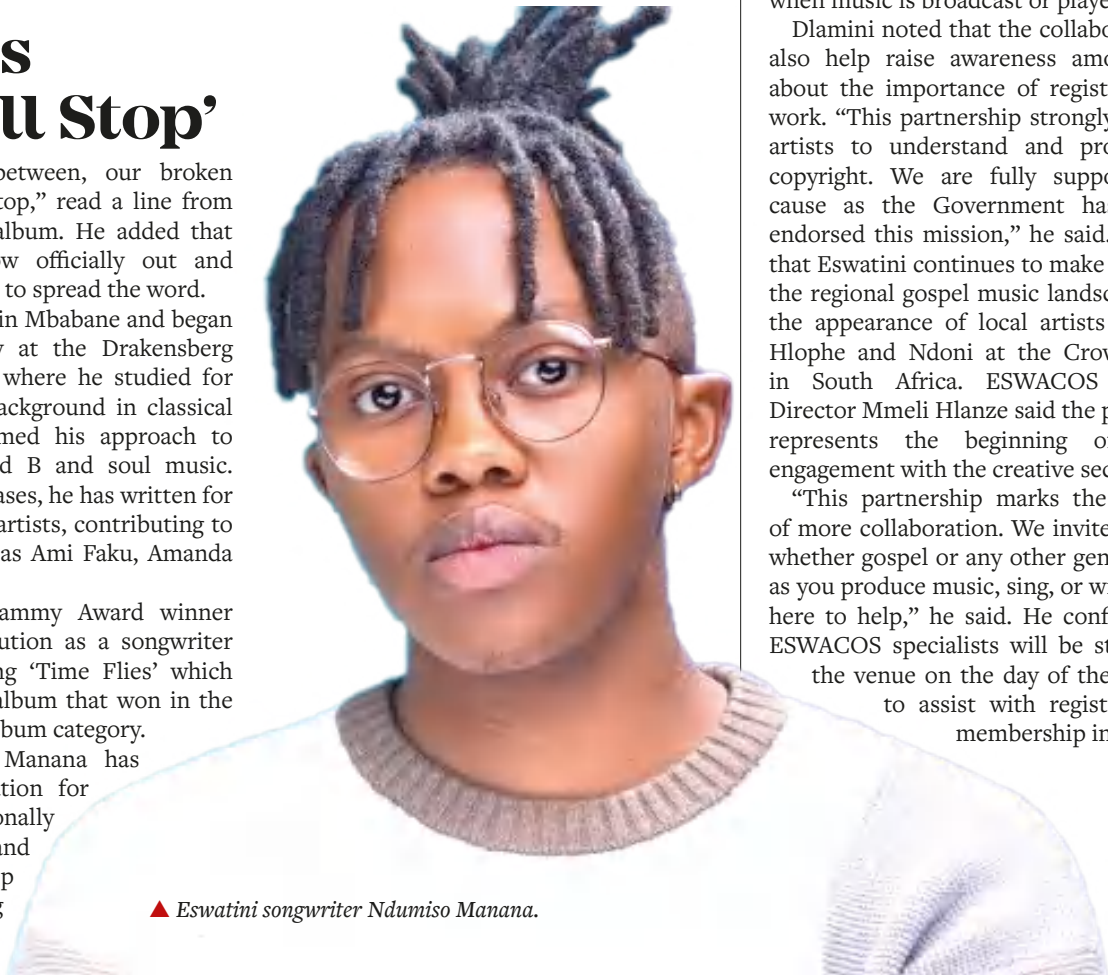 s
ll Stop’
between, our broken
top,” read a line from
album. He added that
w officially out and
to spread the word.
in Mbabane and began
y at the Drakensberg
where he studied for
ackground in classical
med his approach to
d B and soul music.
ases, he has written for
artists, contributing to
as Ami Faku, Amanda
ammy Award winner
ution as a songwriter
ng ‘Time Flies’ which
album that won in the
bum category.
Manana has
ation for
onally
and
p
g
▲ Eswatini songwriter Ndumiso Manana.
when music is broadcast or playe
Dlamini noted that the collabo
also help raise awareness amo
about the importance of regist
work. “This partnership strongly
artists to understand and pro
copyright. We are fully suppo
cause as the Government ha
endorsed this mission,” he said.
that Eswatini continues to make
the regional gospel music landsc
the appearance of local artists
Hlophe and Ndoni at the Crow
in South Africa. ESWACOS
Director Mmeli Hlanze said the p
represents the beginning o
engagement with the creative sec
“This partnership marks the
of more collaboration. We invite
whether gospel or any other gen
as you produce music, sing, or w
here to help,” he said. He conf
ESWACOS specialists will be st
the venue on the day of the
to assist with regist
membership in